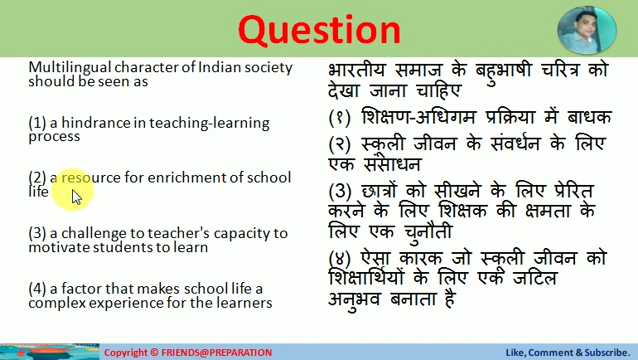 Question
Multilingual character of Indian society
should be seen as
(1) a hindrance in teaching-learning
process
(2) a resource for enrichment of school
life
(3) a challenge to teacher's capacity to
motivate students to learn
(4) a factor that makes school life a
complex experience for the learners
भारतीय समाज के बहुभाषी चरित्र को
देखा जाना चाहिए
(१) शिक्षण-अधिगम प्रक्रिया में बाधक
(२) स्कूली जीवन के संवर्धन के लिए
एक संसाधन
(3) छात्रों को सीखने के लिए प्रेरित
करने के लिए शिक्षक की क्षमता के
लिए एक चुनौती
(४) ऐसा कारक जो स्कूली जीवन को
शिक्षार्थियों के लिए एक जटिल
अनुभव बनाता है
Copyright © FRIENDS@PREPARATION
Like, Comment & Subscribe.